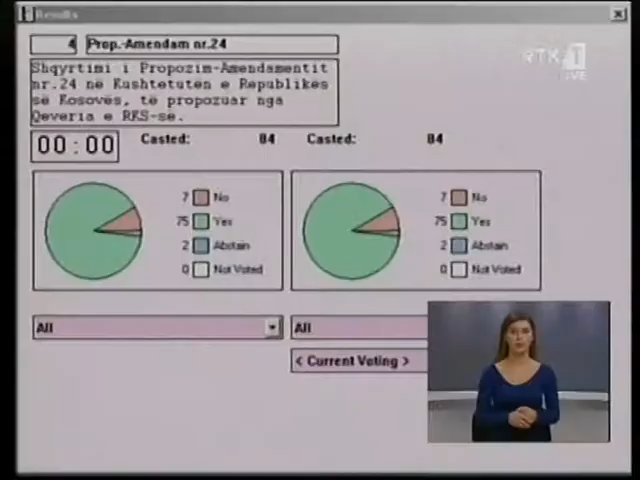 Results
4 Prop.-Amendam nr.24
Shqyrtimi i Propozim-Amendamentit
nr.24 në Kushtetutën e Republikës
së Kosovës, të propozuar nga
Qeveria e RKS-së.
00:00 Casted: 84 Casted: 84
7 No
75 Yes
2 Abstain
0 Not Voted
7 No
75 Yes
2 Abstain
0 Not Voted
All
All
< Current Voting >
RTK 1
LIVE